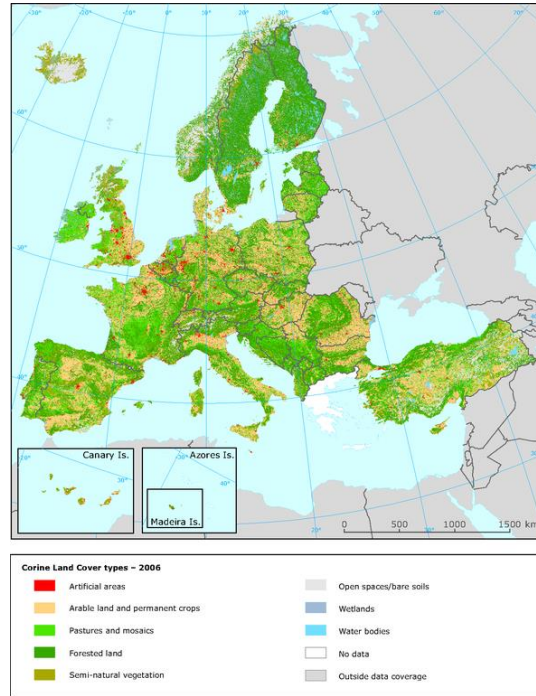 Canary Is.
Azores Is.
Madeira Is.
0 500 1000 1500 km
Corine Land Cover types – 2006
Artificial areas
Arable land and permanent crops
Pastures and mosaics
Forested land
Semi-natural vegetation
Open spaces/bare soils
Wetlands
Water bodies
No data
Outside data coverage